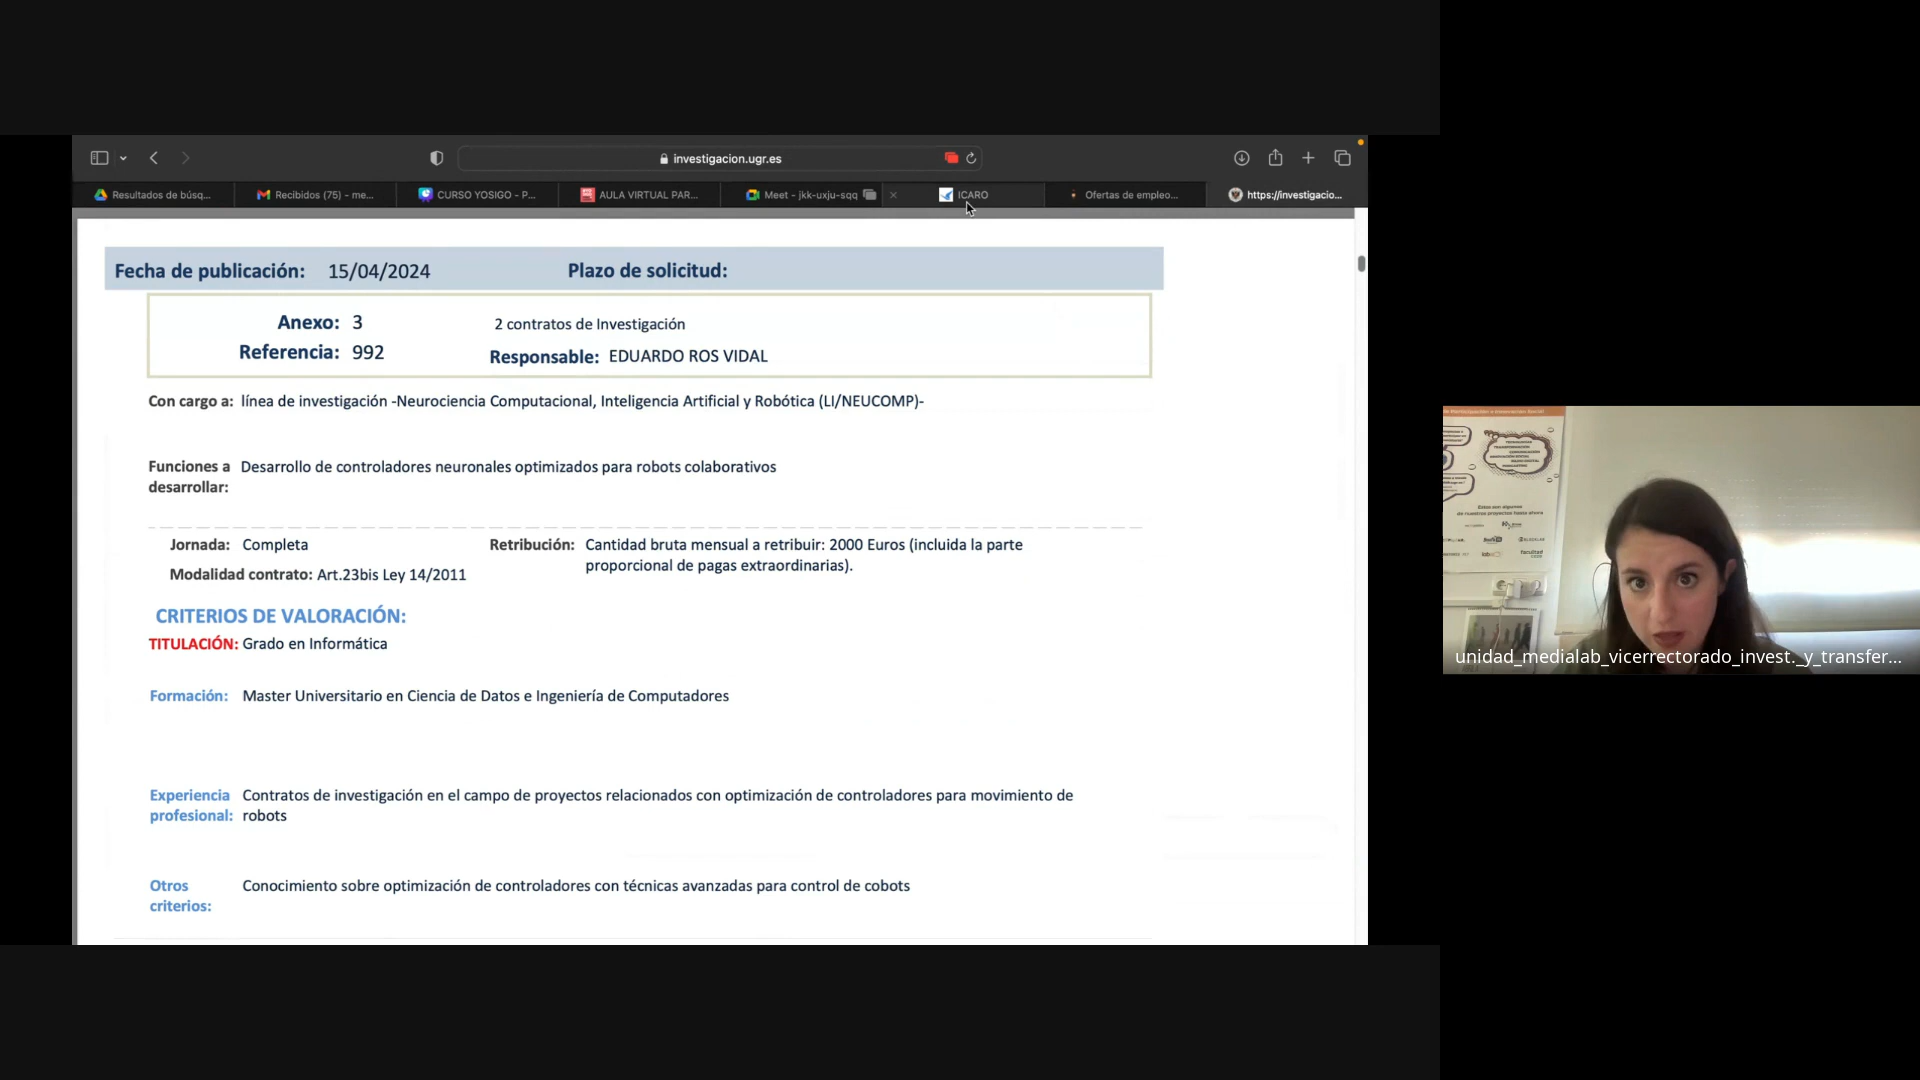 investigacion.ugr.es
Resultados de búsq...
Recibidos (75) - me...
CURSO YOSIGO - P...
AULA VIRTUAL PAR...
Meet - jkk-uxju-sqq
ICARO
Ofertas de empleo...
https://investigacio...
Fecha de publicación: 15/04/2024 Plazo de solicitud:
Anexo: 3 2 contratos de Investigación
Referencia: 992 Responsable: EDUARDO ROS VIDAL
Con cargo a: línea de investigación -Neurociencia Computacional, Inteligencia Artificial y Robótica (LI/NEUCOMP)-
Funciones a desarrollar: Desarrollo de controladores neuronales optimizados para robots colaborativos
Jornada: Completa
Modalidad contrato: Art.23bis Ley 14/2011
Retribución: Cantidad bruta mensual a retribuir: 2000 Euros (incluida la parte
proporcional de pagas extraordinarias).
CRITERIOS DE VALORACIÓN:
TITULACIÓN: Grado en Informática
Formación: Master Universitario en Ciencia de Datos e Ingeniería de Computadores
Experiencia profesional: Contratos de investigación en el campo de proyectos relacionados con optimización de controladores para movimiento de
robots
Otros criterios: Conocimiento sobre optimización de controladores con técnicas avanzadas para control de cobots
unidad_medialab_vicerrectorado_invest._y_transfer...